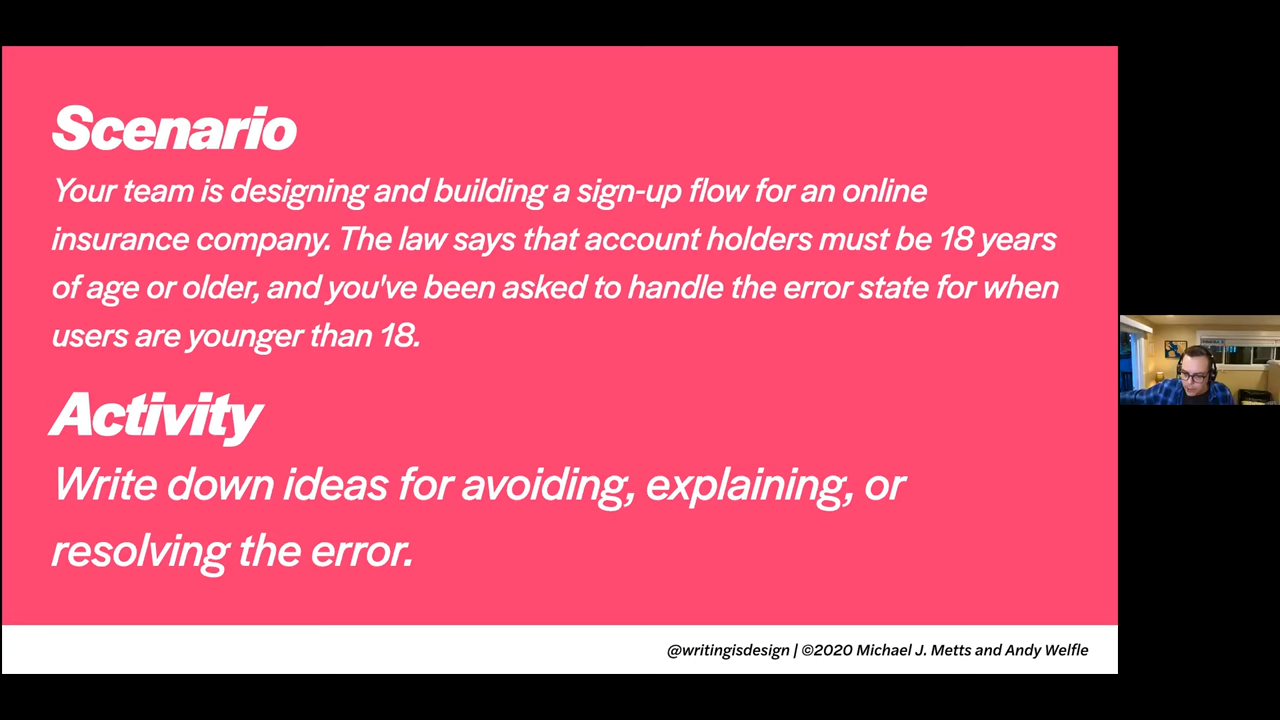 Scenario
Your team is designing and building a sign-up flow for an online
insurance company. The law says that account holders must be 18 years
of age or older, and you've been asked to handle the error state for when
users are younger than 18.
Activity
Write down ideas for avoiding, explaining, or
resolving the error.
@writingisdesign | ©2020 Michael J. Metts and Andy Welfle